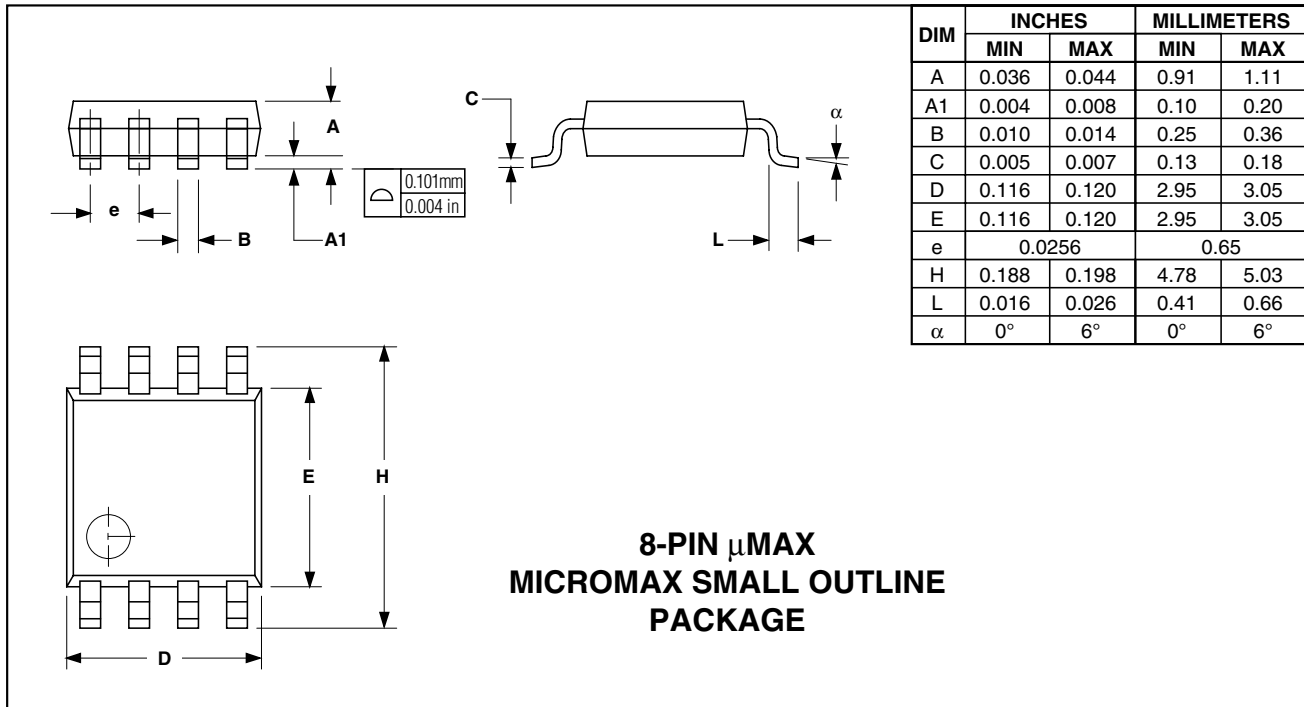 DIM INCHES MILLIMETERS
MIN MAX MIN MAX
A 0.036 0.044 0.91 1.11
A1 0.004 0.008 0.10 0.20
B 0.010 0.014 0.25 0.36
C 0.005 0.007 0.13 0.18
D 0.116 0.120 2.95 3.05
E 0.116 0.120 2.95 3.05
e 0.0256 0.65
H 0.188 0.198 4.78 5.03
L 0.016 0.026 0.41 0.66
α 0° 6° 0° 6°
C
A
α
0.101mm
0.004 in
e
B
A1
L
E
H
D
8-PIN µMAX
MICROMAX SMALL OUTLINE
PACKAGE